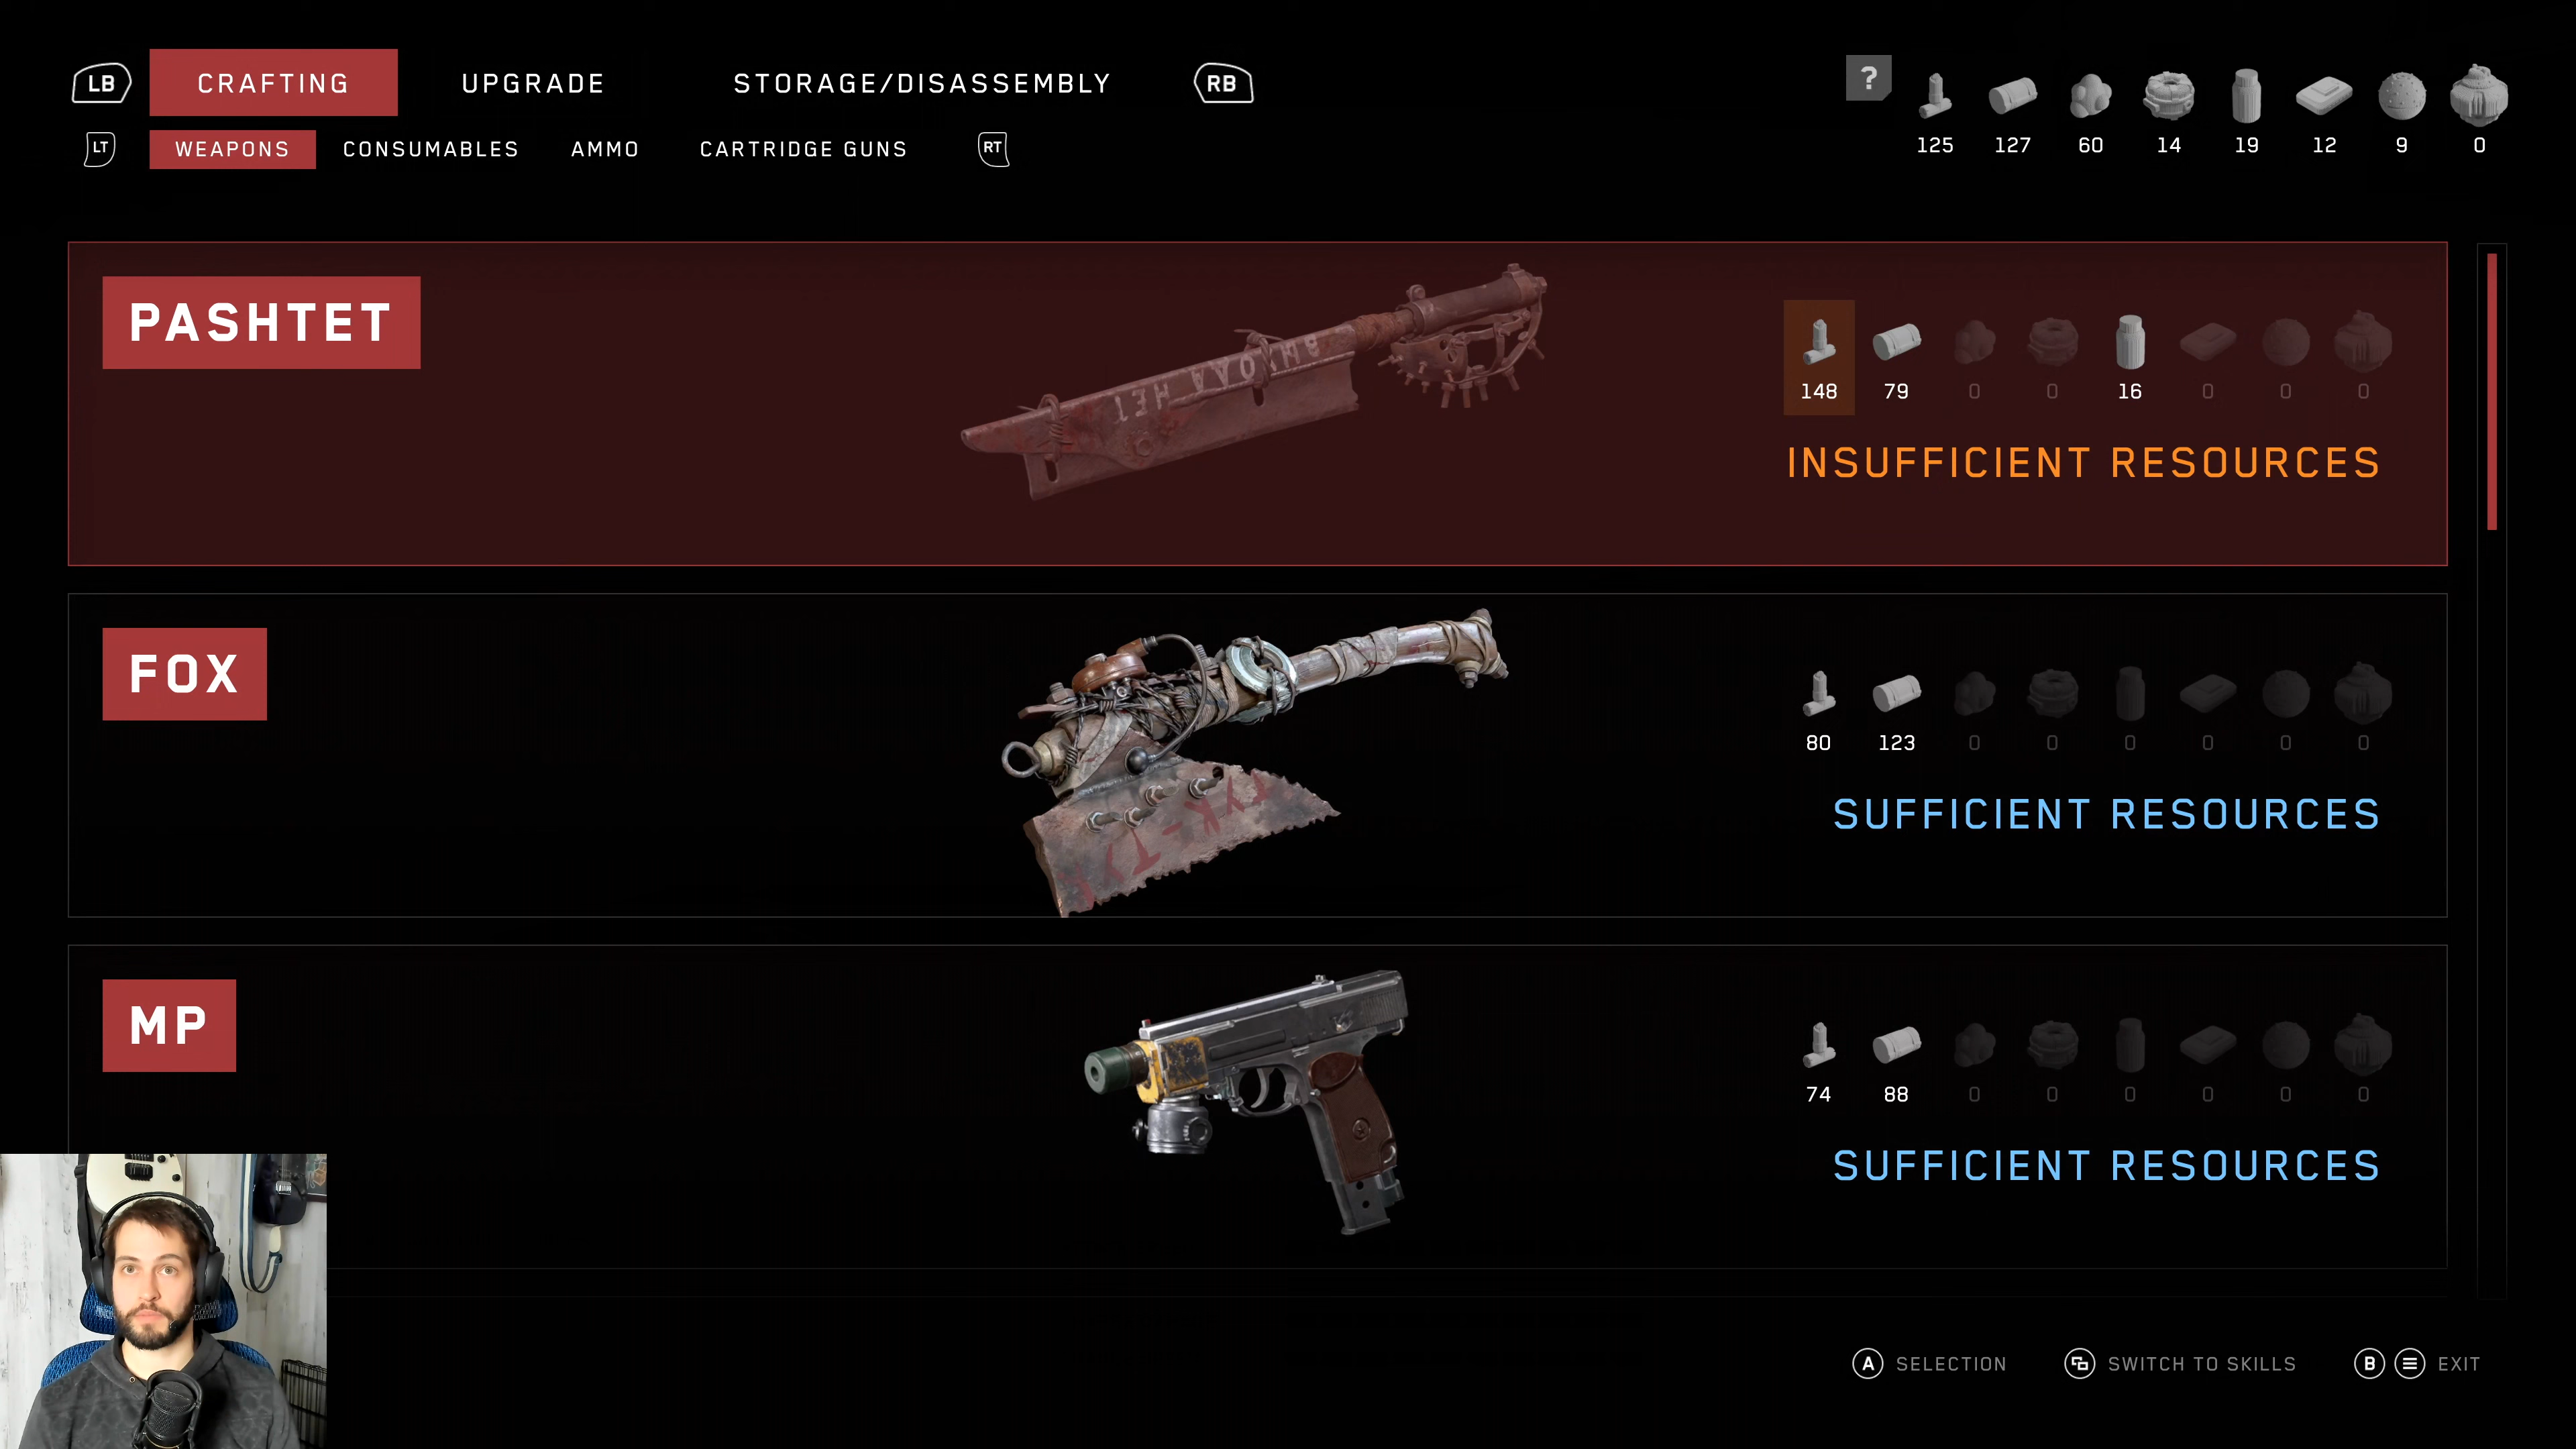 LB CRAFTING UPGRADE STORAGE/DISASSEMBLY RB
?
125 127 60 14 19 12 9 0
LT WEAPONS CONSUMABLES AMMO CARTRIDGE GUNS RT
PASHTET
148 79 0 0 16 0 0 0
INSUFFICIENT RESOURCES
FOX
80 123 0 0 0 0 0 0
SUFFICIENT RESOURCES
MP
74 88 0 0 0 0 0 0
SUFFICIENT RESOURCES
A SELECTION SWITCH TO SKILLS B EXIT